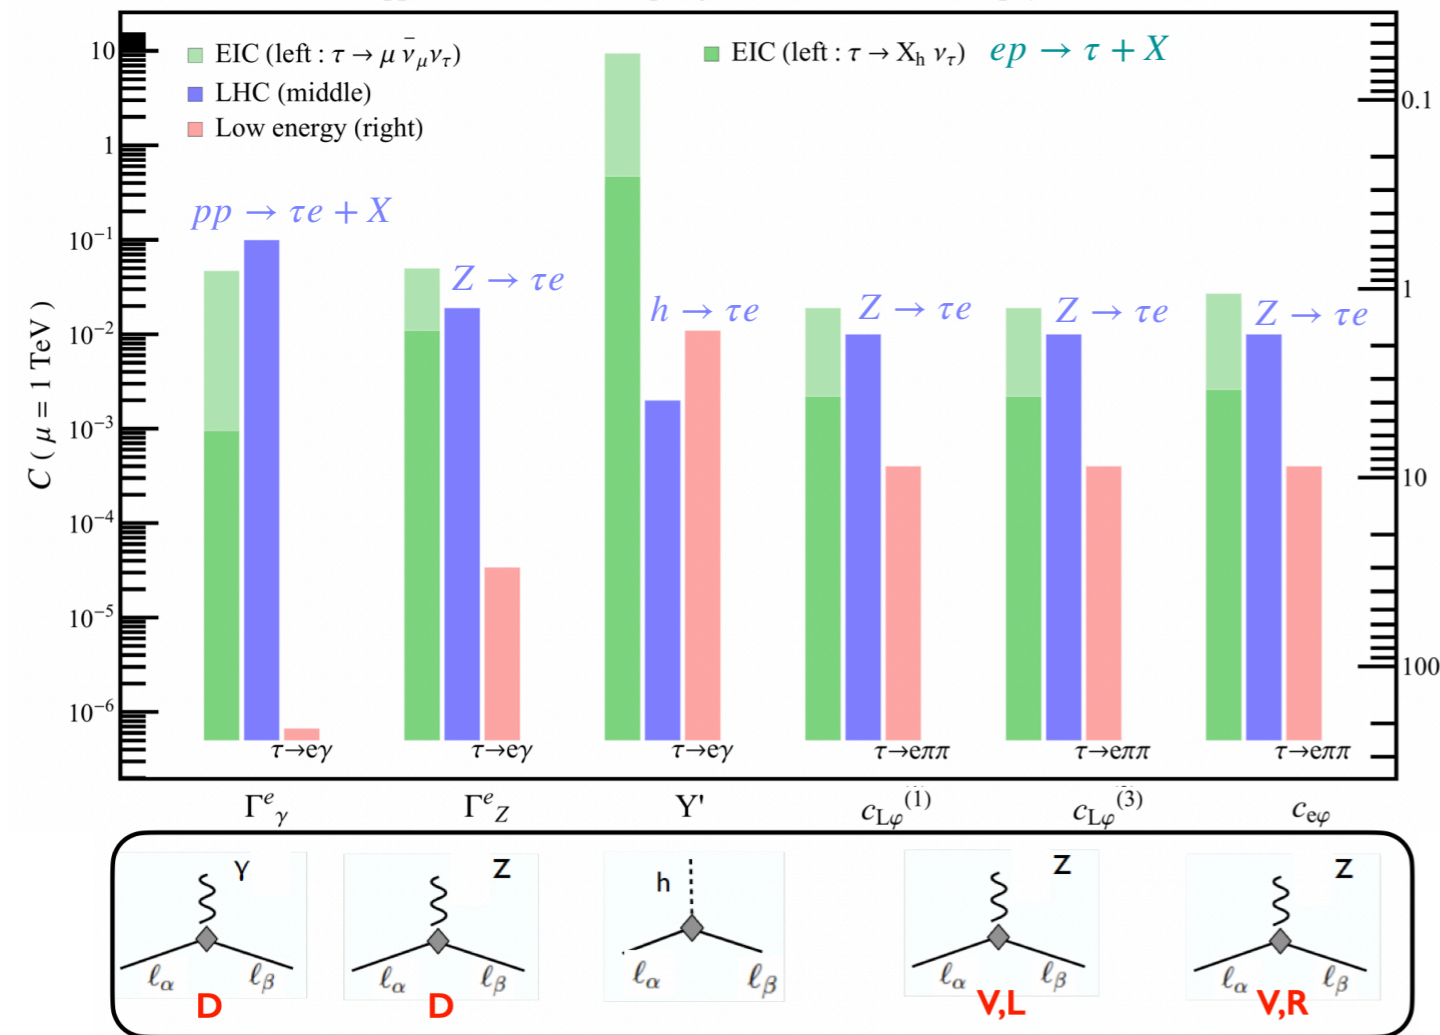 EIC (left : τ → μ ν̄_μ ν_τ)
EIC (left : τ → X_h ν_τ)
ep → τ + X
LHC (middle)
Low energy (right)
10
1
10⁻¹
10⁻²
10⁻³
10⁻⁴
10⁻⁵
10⁻⁶
C ( μ = 1 TeV )
0.1
1
10
100
pp → τe + X
Z → τe
h → τe
Z → τe
Z → τe
Z → τe
τ→eγ
τ→eγ
τ→eγ
τ→eππ
τ→eππ
τ→eππ
Γ^e_γ
Γ^e_Z
Y'
c_Lφ^(1)
c_Lφ^(3)
c_eφ
γ
Z
h
Z
Z
ℓ_α ℓ_β
ℓ_α ℓ_β
ℓ_α ℓ_β
ℓ_α ℓ_β
ℓ_α ℓ_β
D
D
V,L
V,R